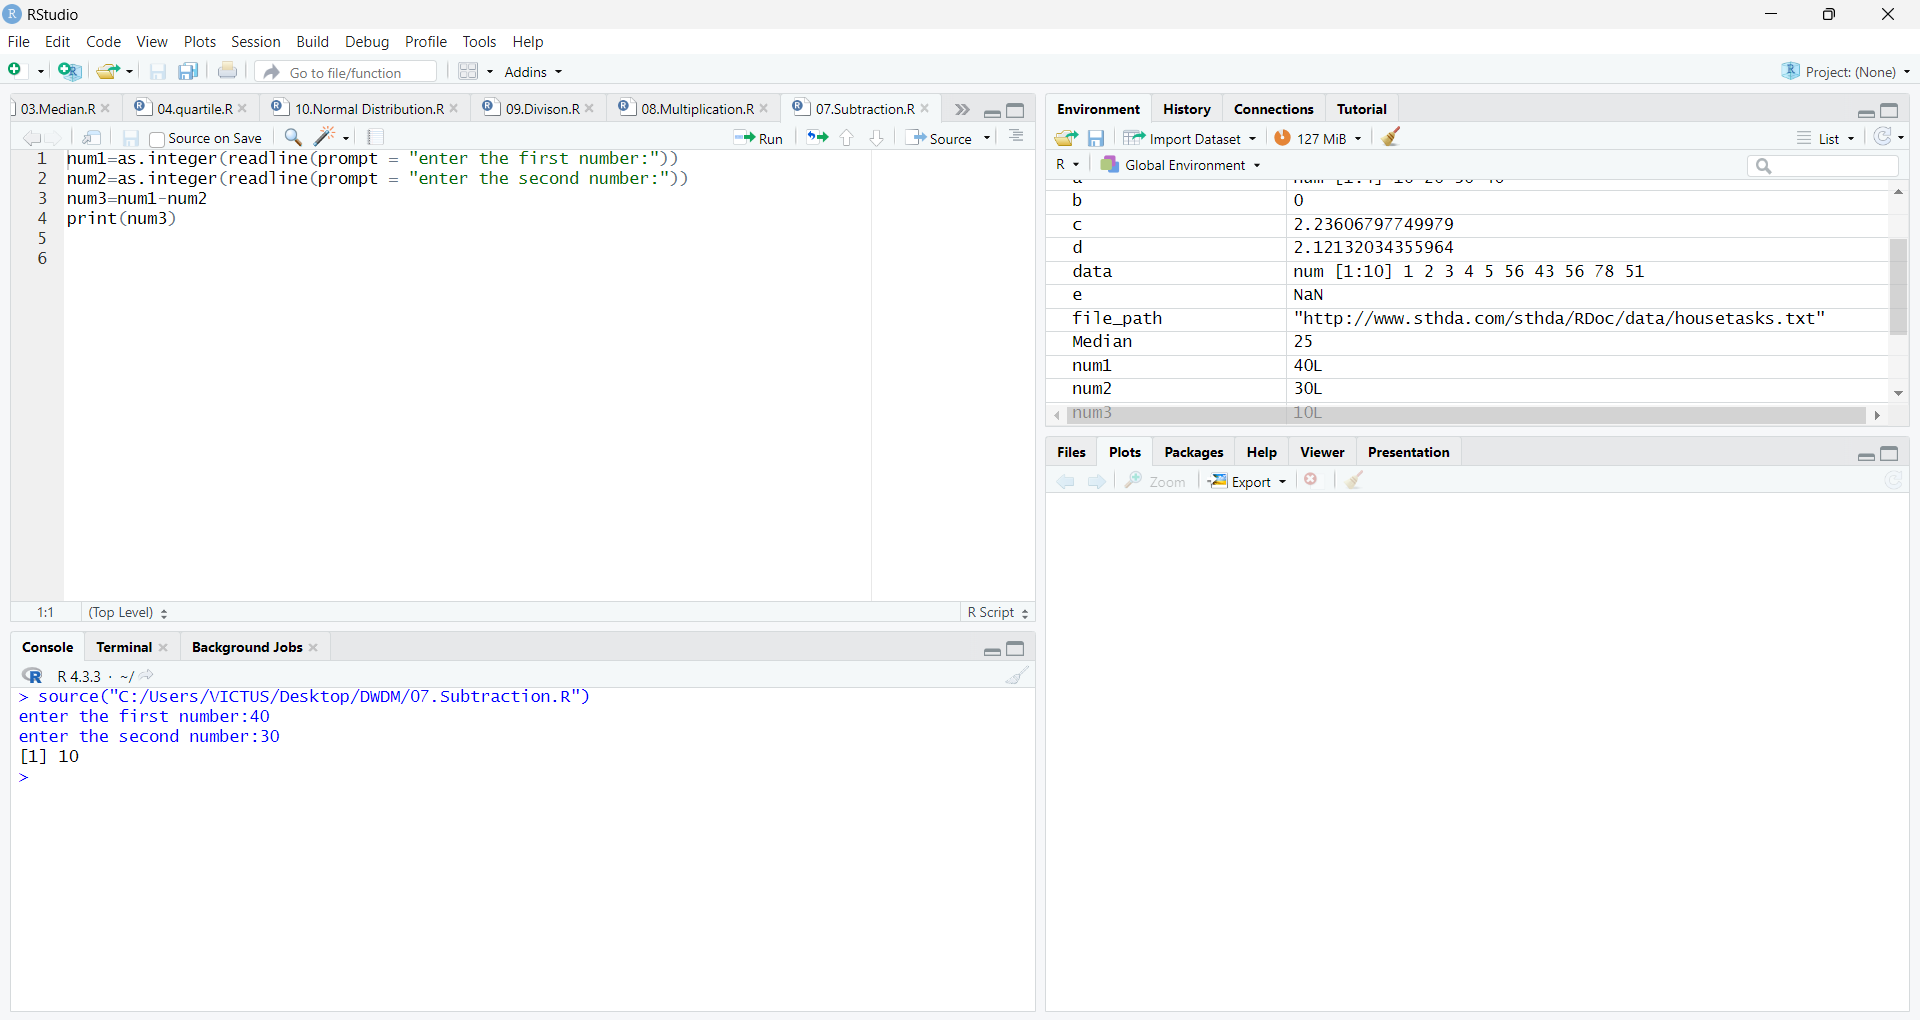 RStudio
File Edit Code View Plots Session Build Debug Profile Tools Help
Go to file/function Addins Project: (None)
03.Median.R 04.quartile.R 10.Normal Distribution.R 09.Divison.R 08.Multiplication.R 07.Subtraction.R
Source on Save Run Source
1 num1=as.integer(readline(prompt = "enter the first number:"))
2 num2=as.integer(readline(prompt = "enter the second number:"))
3 num3=num1-num2
4 print(num3)
5
6
1:1 (Top Level) R Script
Console Terminal Background Jobs
R 4.3.3 · ~/
> source("C:/Users/VICTUS/Desktop/DWDM/07.Subtraction.R")
enter the first number:40
enter the second number:30
[1] 10
>
Environment History Connections Tutorial
Import Dataset 127 MiB List
R Global Environment
b 0
c 2.23606797749979
d 2.12132034355964
data num [1:10] 1 2 3 4 5 56 43 56 78 51
e NaN
file_path "http://www.sthda.com/sthda/RDoc/data/housetasks.txt"
Median 25
num1 40L
num2 30L
num3 10L
Files Plots Packages Help Viewer Presentation
Zoom Export